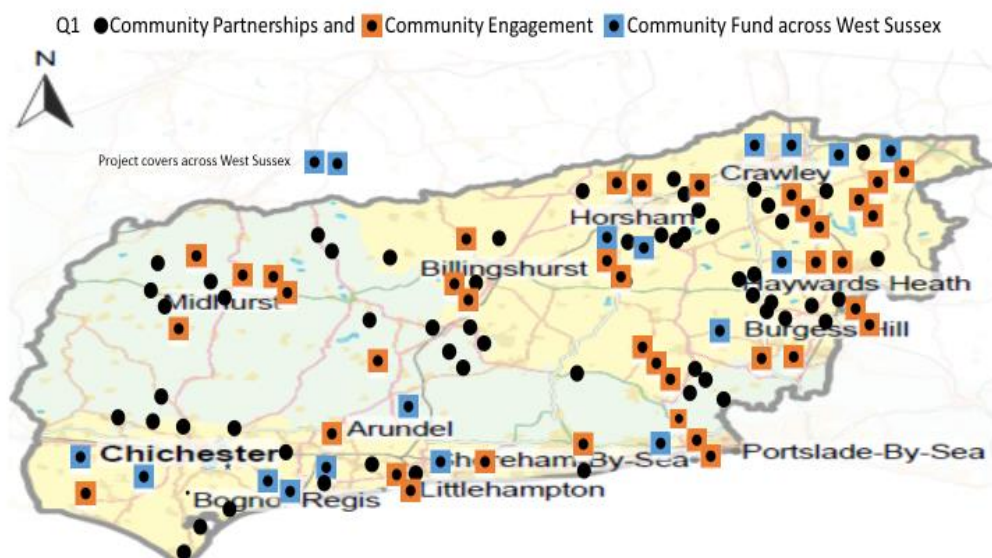 Q1 Community Partnerships and Community Engagement Community Fund across West Sussex
N
Project covers across West Sussex
Crawley
Horsham
Billingshurst
Haywards Heath
Midhurst
Burgess Hill
Arundel
Chichester
Shoreham-By-Sea
Portslade-By-Sea
Bognor Regis
Littlehampton